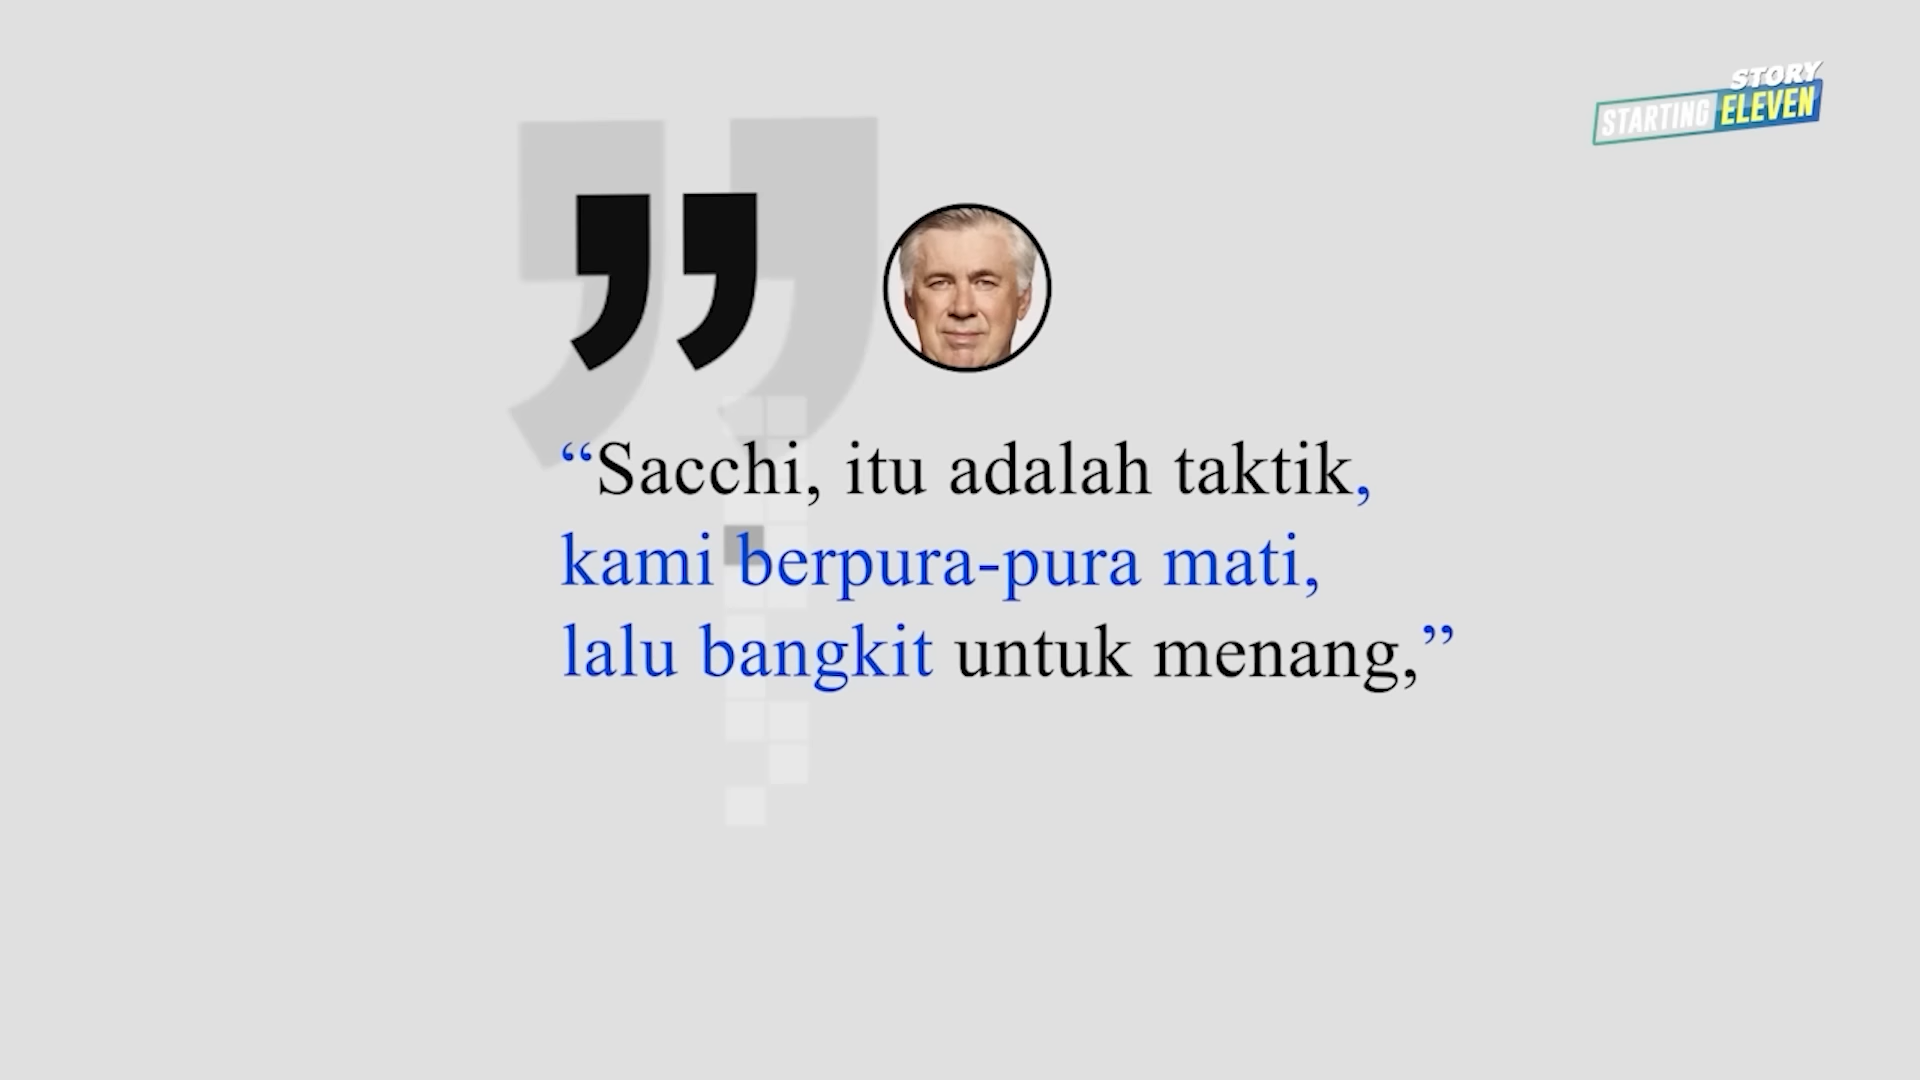 STORY
STARTING ELEVEN
“Sacchi, itu adalah taktik,
kami berpura-pura mati,
lalu bangkit untuk menang,”